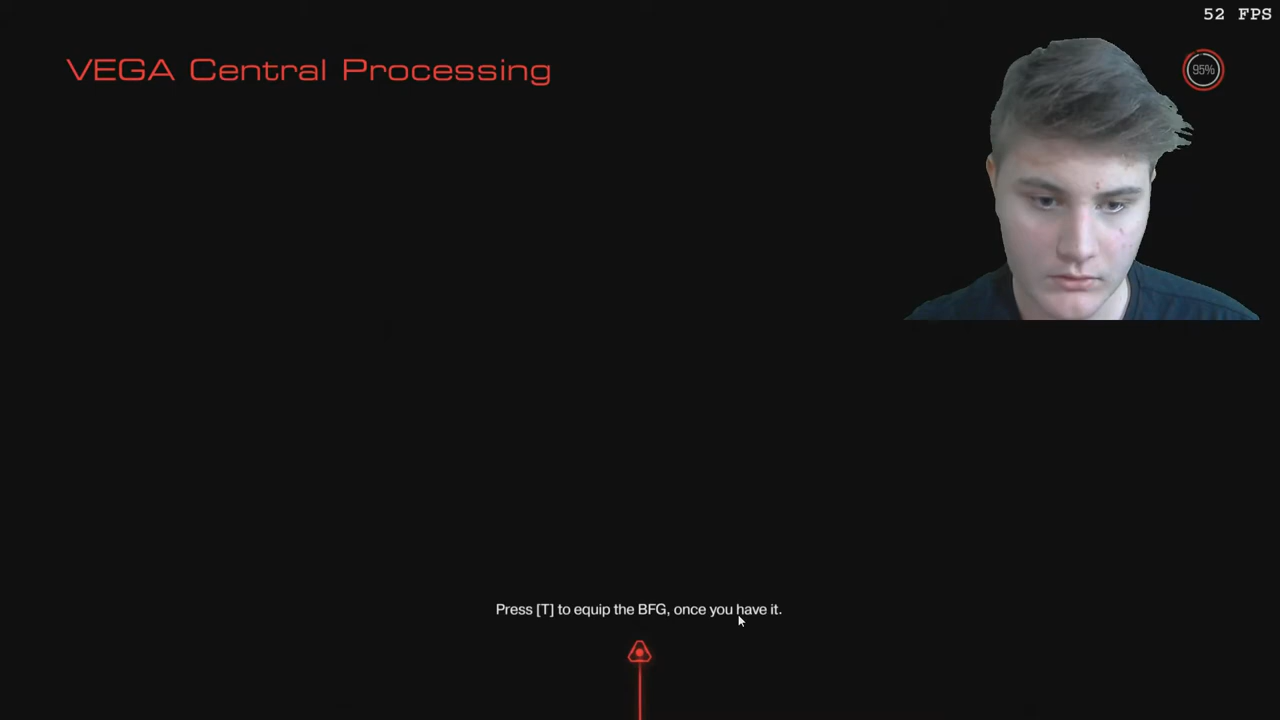 52 FPS
VEGA Central Processing
95%
Press [T] to equip the BFG, once you have it.